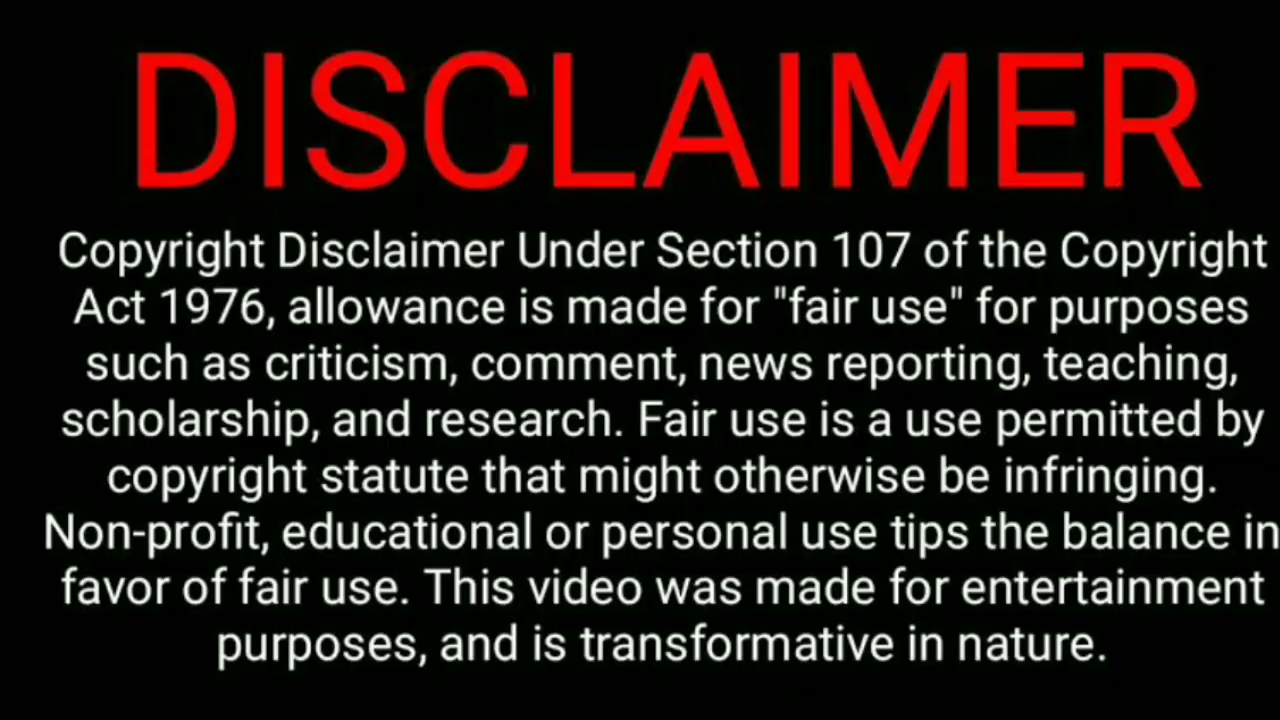 DISCLAIMER
Copyright Disclaimer Under Section 107 of the Copyright
Act 1976, allowance is made for "fair use" for purposes
such as criticism, comment, news reporting, teaching,
scholarship, and research. Fair use is a use permitted by
copyright statute that might otherwise be infringing.
Non-profit, educational or personal use tips the balance in
favor of fair use. This video was made for entertainment
purposes, and is transformative in nature.